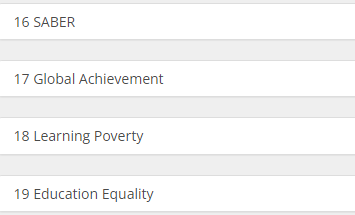 16 SABER
17 Global Achievement
18 Learning Poverty
19 Education Equality